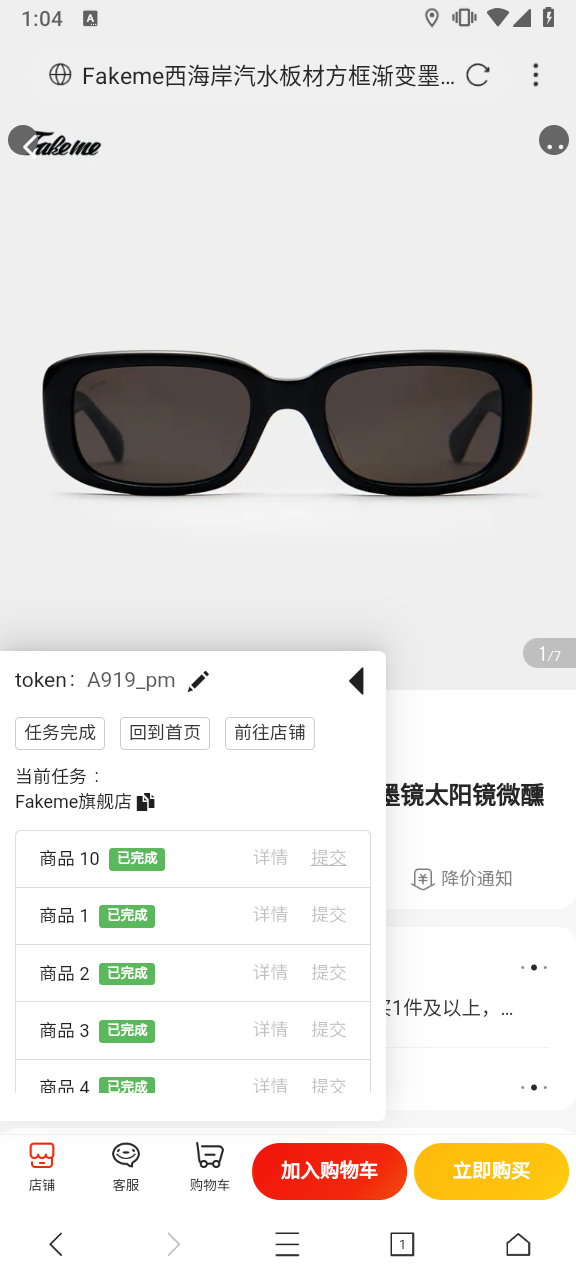 1:04 A
Fakeme西海岸汽水板材方框渐变墨...
Fakeme
1/7
token: A919_pm
任务完成 回到首页 前往店铺
当前任务：
Fakeme旗舰店
墨镜太阳镜微醺
降价通知
商品 10 已完成 详情 提交
商品 1 已完成 详情 提交
商品 2 已完成 详情 提交
买1件及以上，...
商品 3 已完成 详情 提交
商品 4 已完成 详情 提交
店铺 客服 购物车 加入购物车 立即购买
1